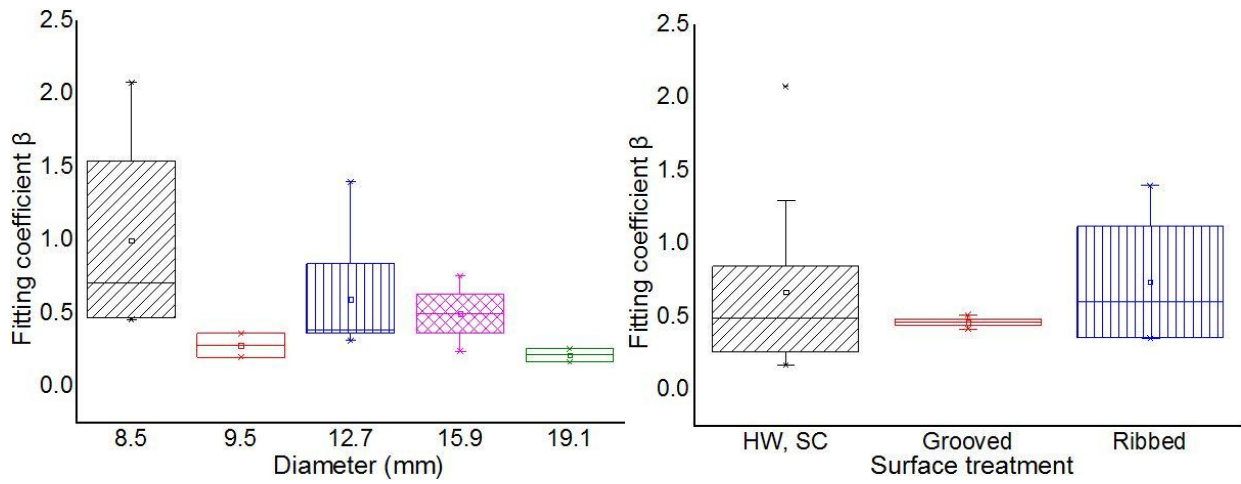 2.5
2.0
1.5
1.0
0.5
0.0
Fitting coefficient β
8.5 9.5 12.7 15.9 19.1
Diameter (mm)
2.5
2.0
1.5
1.0
0.5
0.0
Fitting coefficient β
HW, SC Grooved Ribbed
Surface treatment